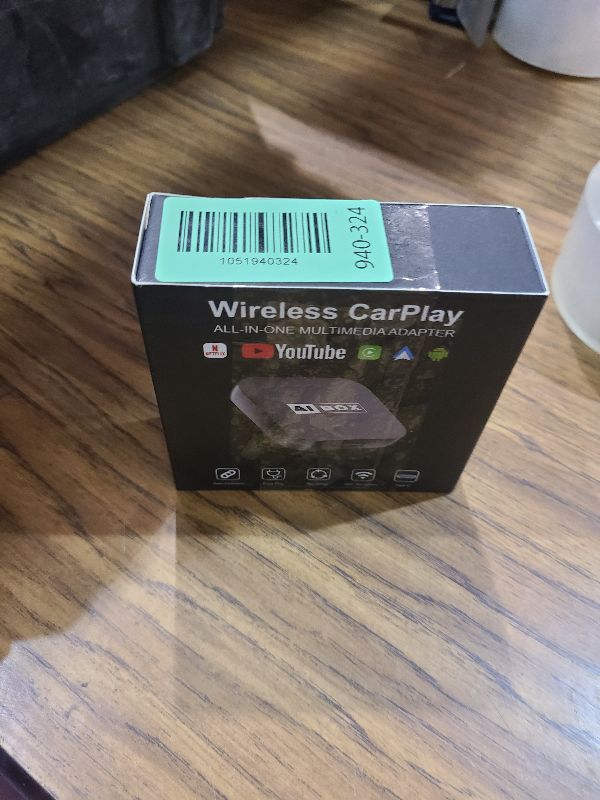 1051940324
940-324
Wireless CarPlay
ALL-IN-ONE MULTIMEDIA ADAPTER
N
NETFLIX
YouTube
AI BOX